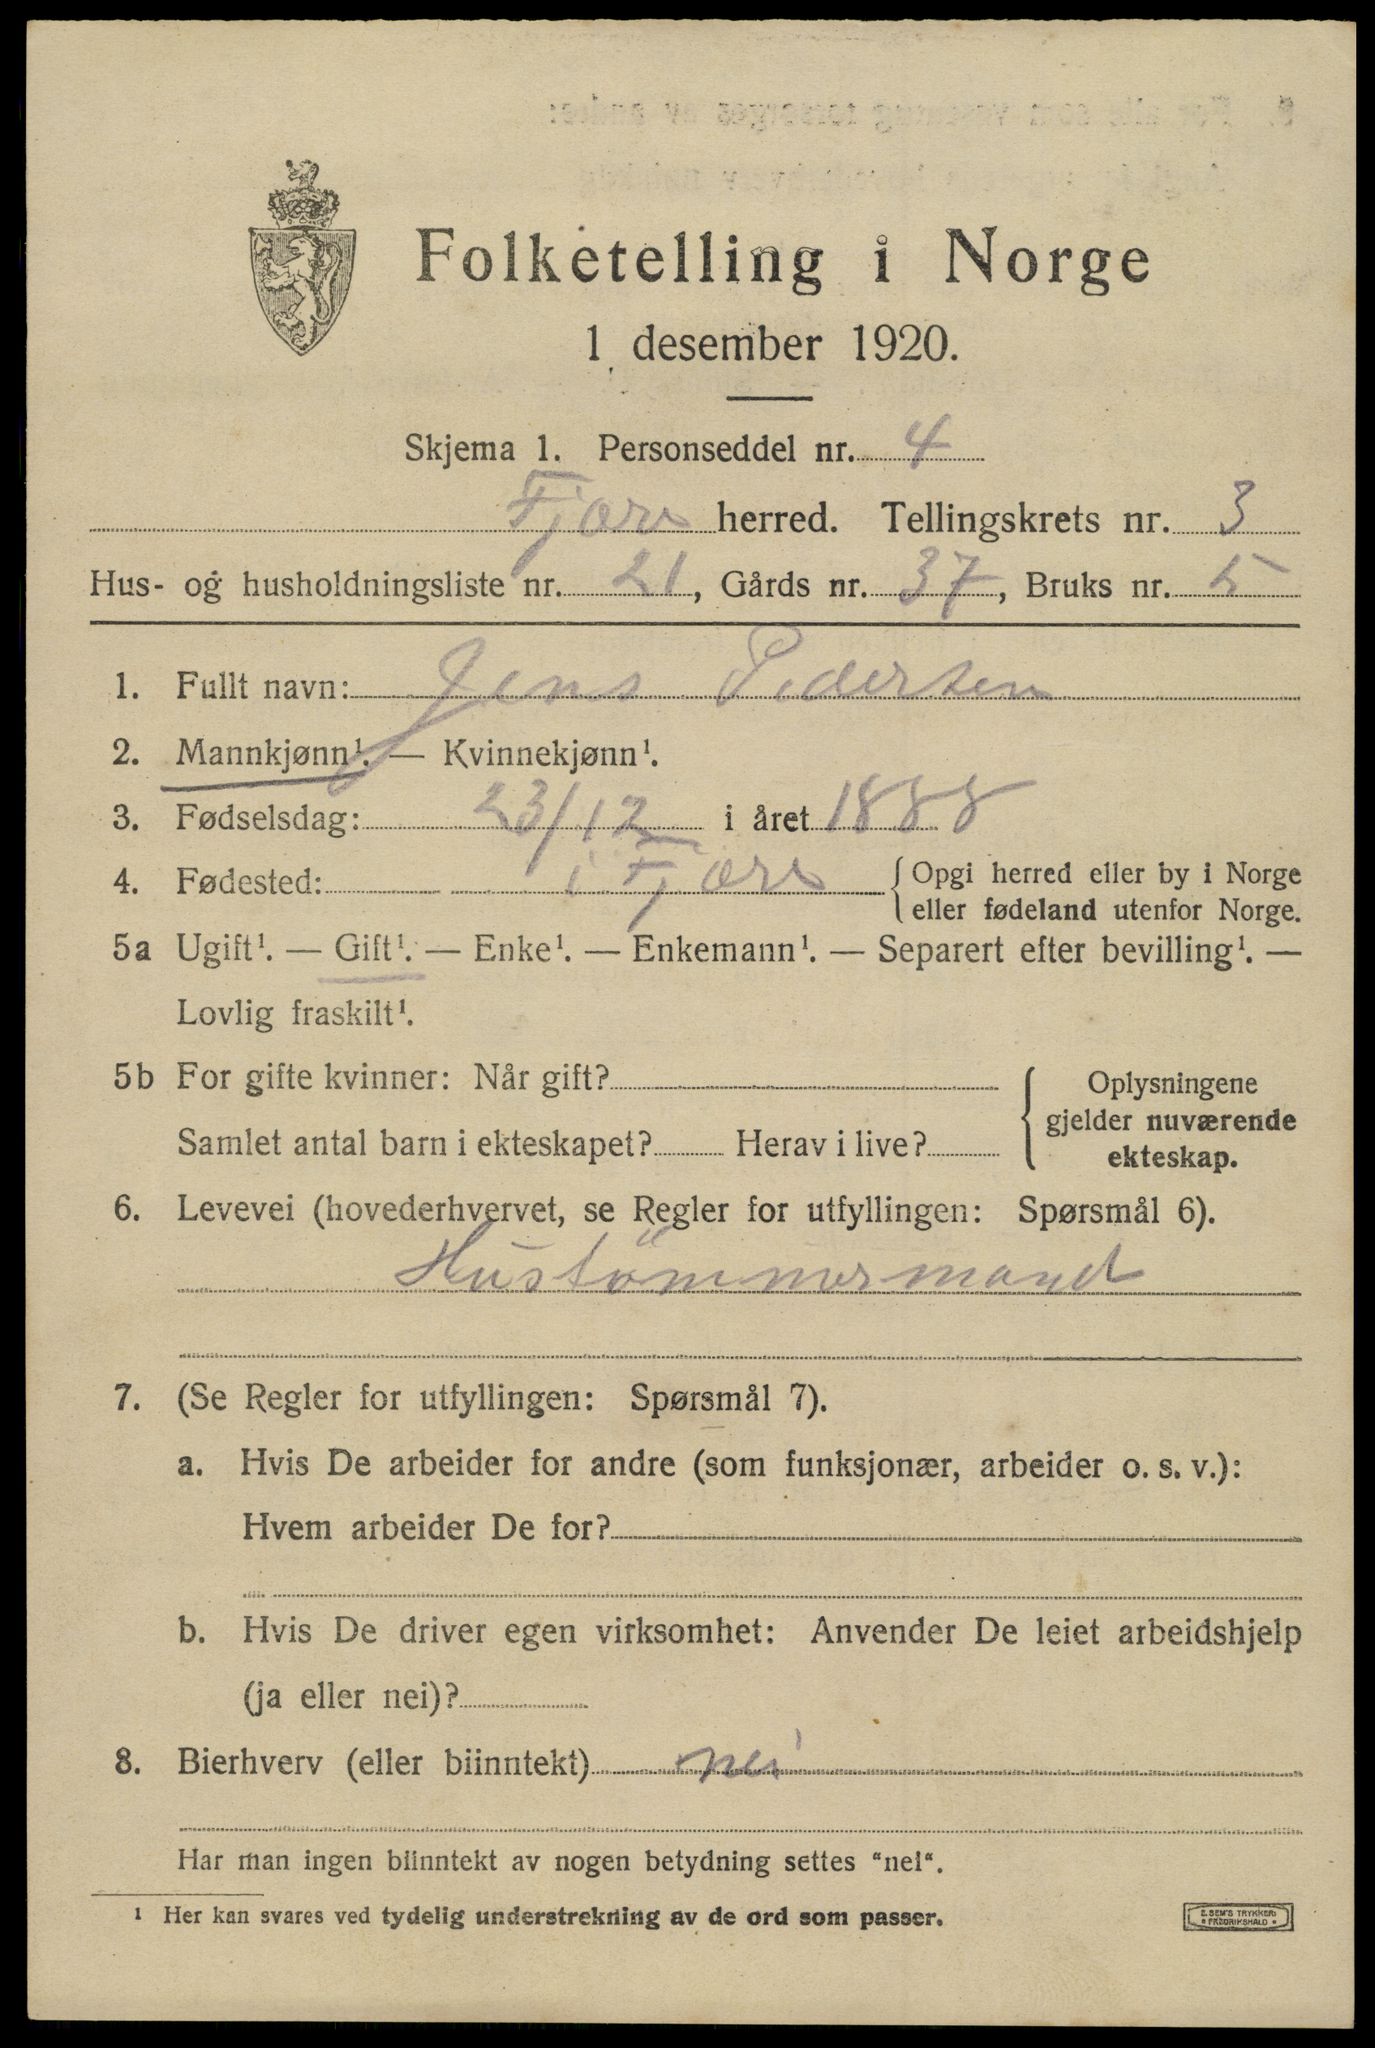 Folketelling i Norge
1 desember 1920.
Skjema 1. Personseddel nr. 4
Fjære herred. Tellingskrets nr. 3
Hus- og husholdningsliste nr. 21, Gårds nr. 37, Bruks nr. 5
1. Fullt navn: Jens Pedersen
2. Mannkjønn¹. — Kvinnekjønn¹.
3. Fødselsdag: 23/12 i året 1888
4. Fødested: i Fjære { Opgi herred eller by i Norge
eller fødeland utenfor Norge.
5a Ugift¹. — Gift¹. — Enke¹. — Enkemann¹. — Separert efter bevilling¹. —
Lovlig fraskilt¹.
5b For gifte kvinner: Når gift?
Samlet antal barn i ekteskapet? Herav i live?
{ Oplysningene
gjelder nuværende
ekteskap.
6. Levevei (hovederhvervet, se Regler for utfyllingen: Spørsmål 6).
Hustömmermand
7. (Se Regler for utfyllingen: Spørsmål 7).
a. Hvis De arbeider for andre (som funksjonær, arbeider o. s. v.):
Hvem arbeider De for?
b. Hvis De driver egen virksomhet: Anvender De leiet arbeidshjelp
(ja eller nei)?
8. Bierhverv (eller biinntekt) nei
Har man ingen biinntekt av nogen betydning settes "nei".
¹ Her kan svares ved tydelig understrekning av de ord som passer.
E. SEM'S TRYKKERI
FREDRIKSHALD